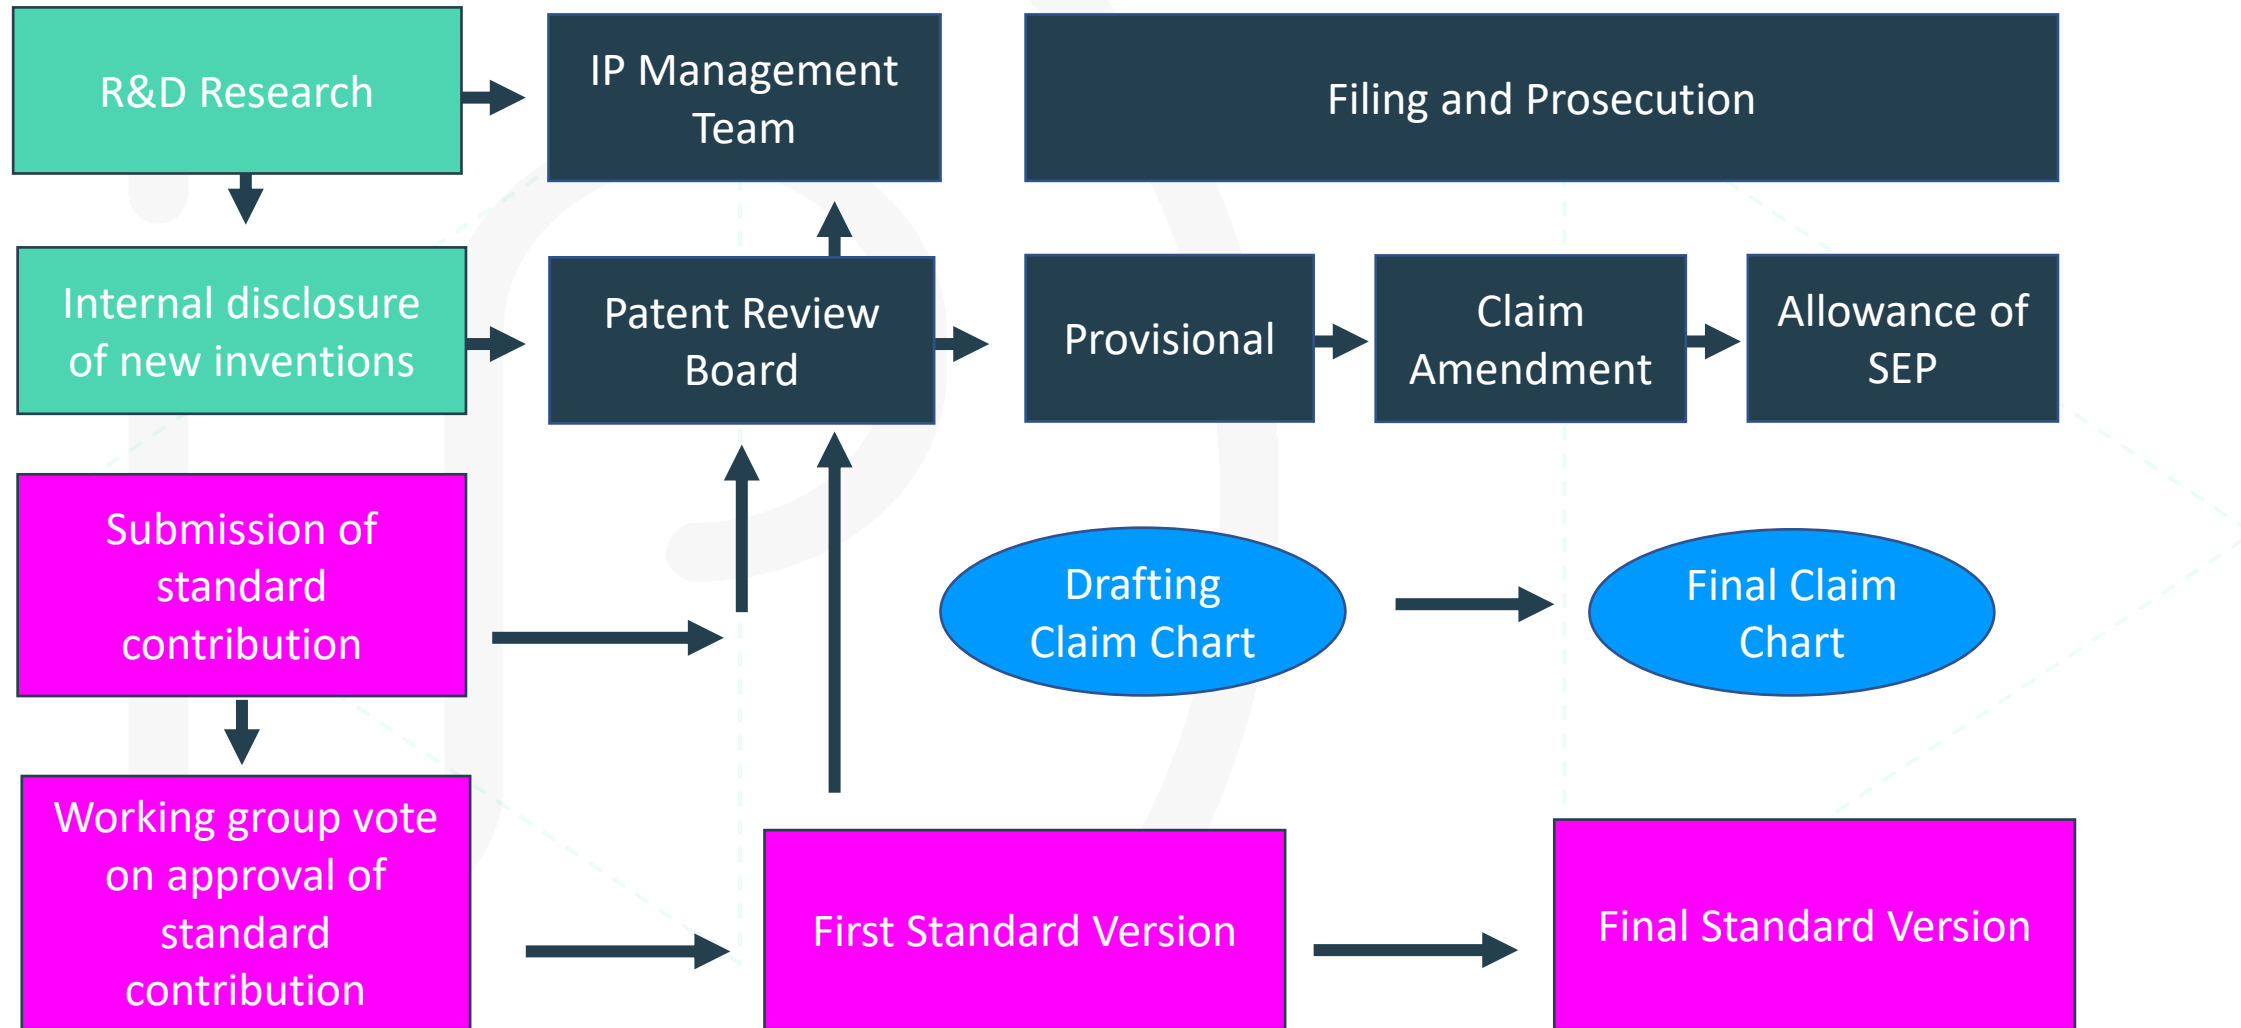 R&D Research
IP Management
Team
Filing and Prosecution
Internal disclosure
of new inventions
Patent Review
Board
Provisional
Claim
Amendment
Allowance of
SEP
Submission of
standard
contribution
Drafting
Claim Chart
Final Claim
Chart
Working group vote
on approval of
standard
contribution
First Standard Version
Final Standard Version